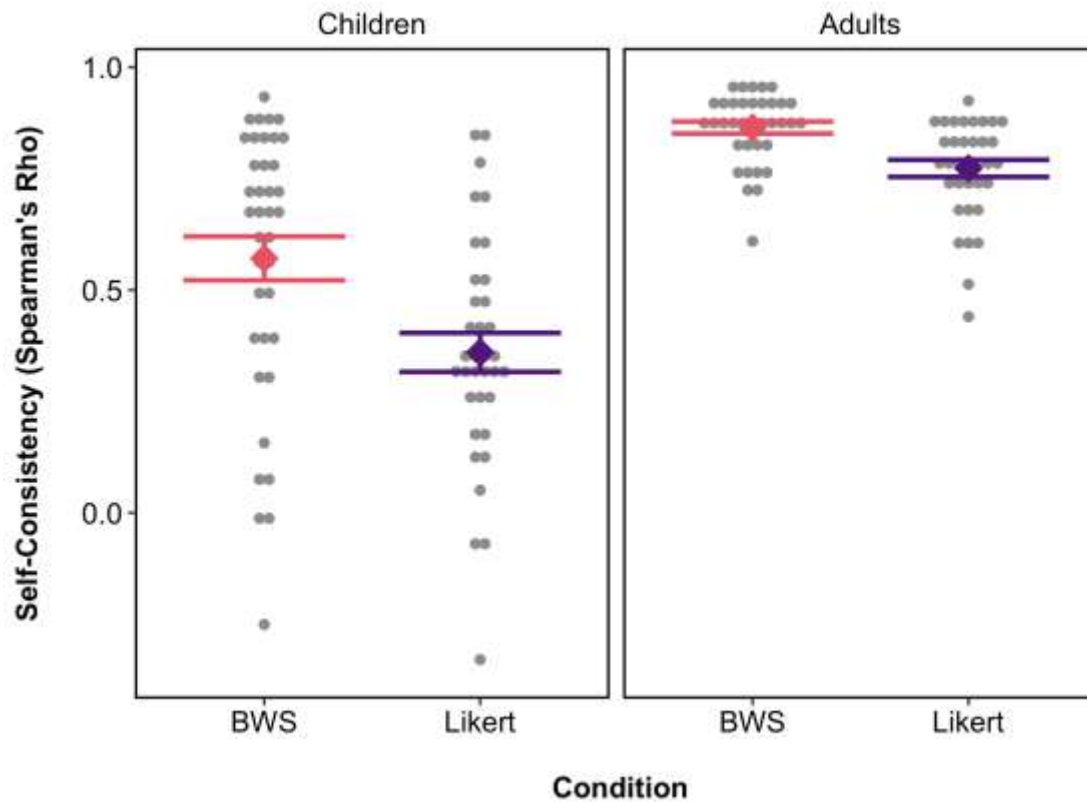 Children
Adults
Self-Consistency (Spearman's Rho)
1.0
0.5
0.0
BWS
Likert
BWS
Likert
Condition